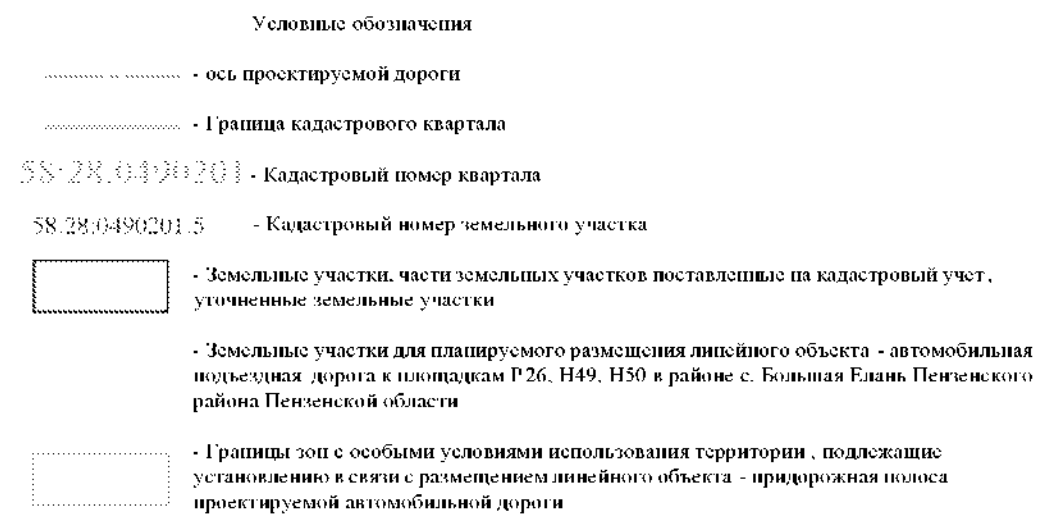 Условные обозначения
- ось проектируемой дороги
- Граница кадастрового квартала
58:28:0490201 - Кадастровый номер квартала
58:28:0490201:5 - Кадастровый номер земельного участка
- Земельные участки, части земельных участков поставленные на кадастровый учет,
уточненные земельные участки
- Земельные участки для планируемого размещения линейного объекта - автомобильная
подъездная дорога к площадкам Р26, Н49, Н50 в районе с. Большая Елань Пензенского
района Пензенской области
- Границы зон с особыми условиями использования территории , подлежащие
установлению в связи с размещением линейного объекта - придорожная полоса
проектируемой автомобильной дороги